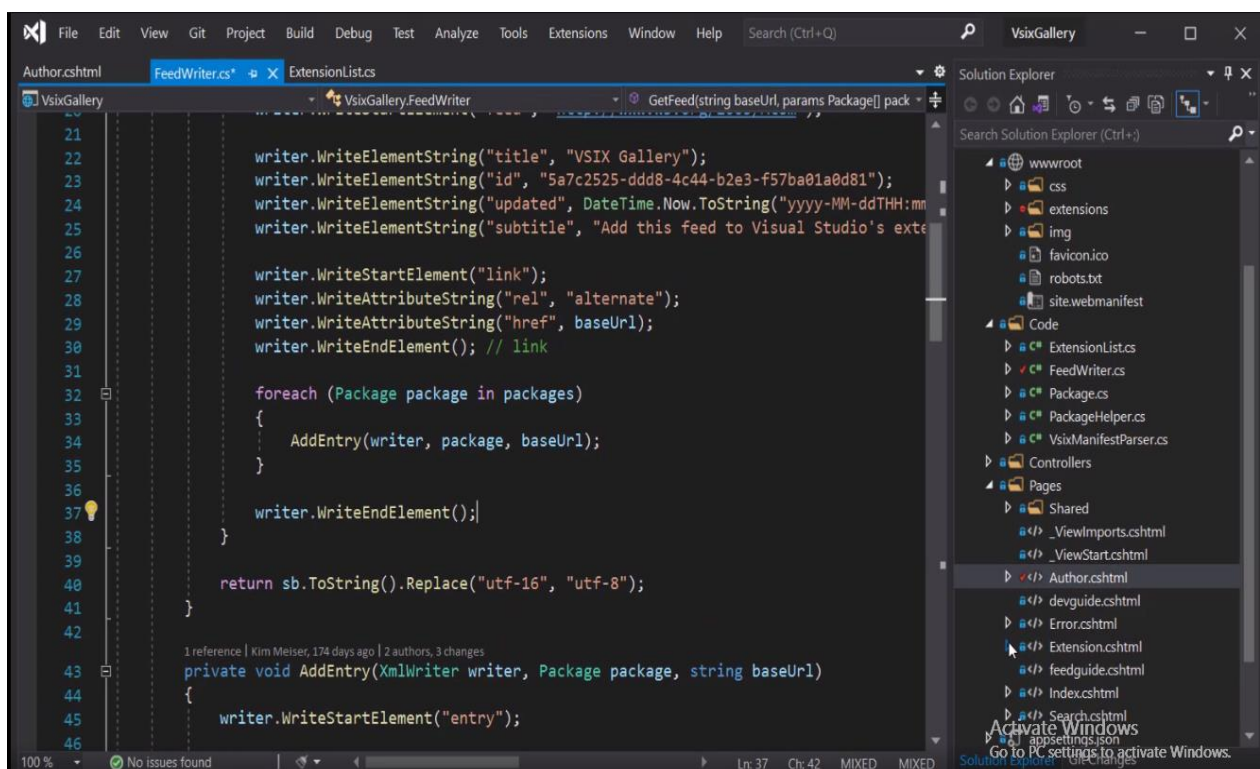 File Edit View Git Project Build Debug Test Analyze Tools Extensions Window Help Search (Ctrl+Q) VsixGallery
Author.cshtml FeedWriter.cs* ExtensionList.cs
VsixGallery VsixGallery.FeedWriter GetFeed(string baseUrl, params Package[] pack
21
22 writer.WriteElementString("title", "VSIX Gallery");
23 writer.WriteElementString("id", "5a7c2525-ddd8-4c44-b2e3-f57ba01a0d81");
24 writer.WriteElementString("updated", DateTime.Now.ToString("yyyy-MM-ddTHH:mm
25 writer.WriteElementString("subtitle", "Add this feed to Visual Studio's exte
26
27 writer.WriteStartElement("link");
28 writer.WriteAttributeString("rel", "alternate");
29 writer.WriteAttributeString("href", baseUrl);
30 writer.WriteEndElement(); // link
31
32 foreach (Package package in packages)
33 {
34 AddEntry(writer, package, baseUrl);
35 }
36
37 writer.WriteEndElement();
38 }
39
40 return sb.ToString().Replace("utf-16", "utf-8");
41 }
42
1 reference | Kim Meiser, 174 days ago | 2 authors, 3 changes
43 private void AddEntry(XmlWriter writer, Package package, string baseUrl)
44 {
45 writer.WriteStartElement("entry");
46
100 % No issues found Ln: 37 Ch: 42 MIXED MIXED
Solution Explorer
Search Solution Explorer (Ctrl+;)
wwwroot
css
extensions
img
favicon.ico
robots.txt
site.webmanifest
Code
C# ExtensionList.cs
C# FeedWriter.cs
C# Package.cs
C# PackageHelper.cs
C# VsixManifestParser.cs
Controllers
Pages
Shared
_ViewImports.cshtml
_ViewStart.cshtml
Author.cshtml
devguide.cshtml
Error.cshtml
Extension.cshtml
feedguide.cshtml
Index.cshtml
Search.cshtml
appsettings.json
Solution Explorer Git Changes
Activate Windows
Go to PC settings to activate Windows.